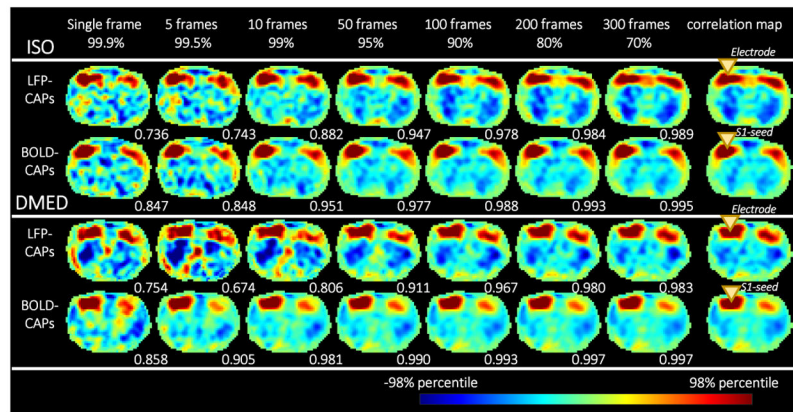 Single frame 5 frames 10 frames 50 frames 100 frames 200 frames 300 frames correlation map
99.9% 99.5% 99% 95% 90% 80% 70%
ISO
Electrode
LFP-
CAPs
0.736 0.743 0.882 0.947 0.978 0.984 0.989
S1-seed
BOLD-
CAPs
0.847 0.848 0.951 0.977 0.988 0.993 0.995
DMED
Electrode
LFP-
CAPs
0.754 0.674 0.806 0.911 0.967 0.980 0.983
S1-seed
BOLD-
CAPs
0.858 0.905 0.981 0.990 0.993 0.997 0.997
-98% percentile 98% percentile